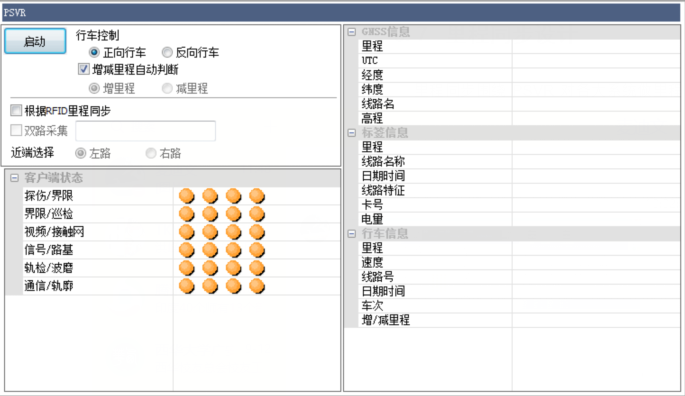 PSVR
启动
行车控制
正向行车 反向行车
增减里程自动判断
增里程 减里程
根据RFID里程同步
双路采集
近端选择 左路 右路
客户端状态
探伤/界限
界限/巡检
视频/接触网
信号/路基
轨检/波磨
通信/轨廓
GNSS信息
里程
UTC
经度
纬度
线路名
高程
标签信息
里程
线路名称
日期时间
线路特征
卡号
电量
行车信息
里程
速度
线路号
日期时间
车次
增/减里程